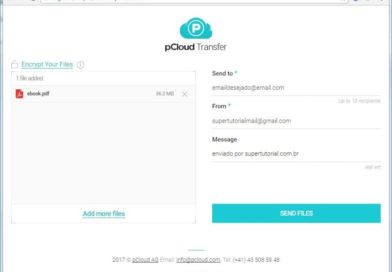 P
pCloud Transfer
Encrypt Your Files
1 file added
ebook.pdf
86.2 MB
Add more files
Send to *
emaildesejado@email.com
up to 10 recipients
From *
supertutorialmail@gmail.com
Message
enviado por supertutorial.com.br
left
SEND FILES
2017 © pCloud AG Email: info@pcloud.com, Tel: (+41) 45 508 59 48